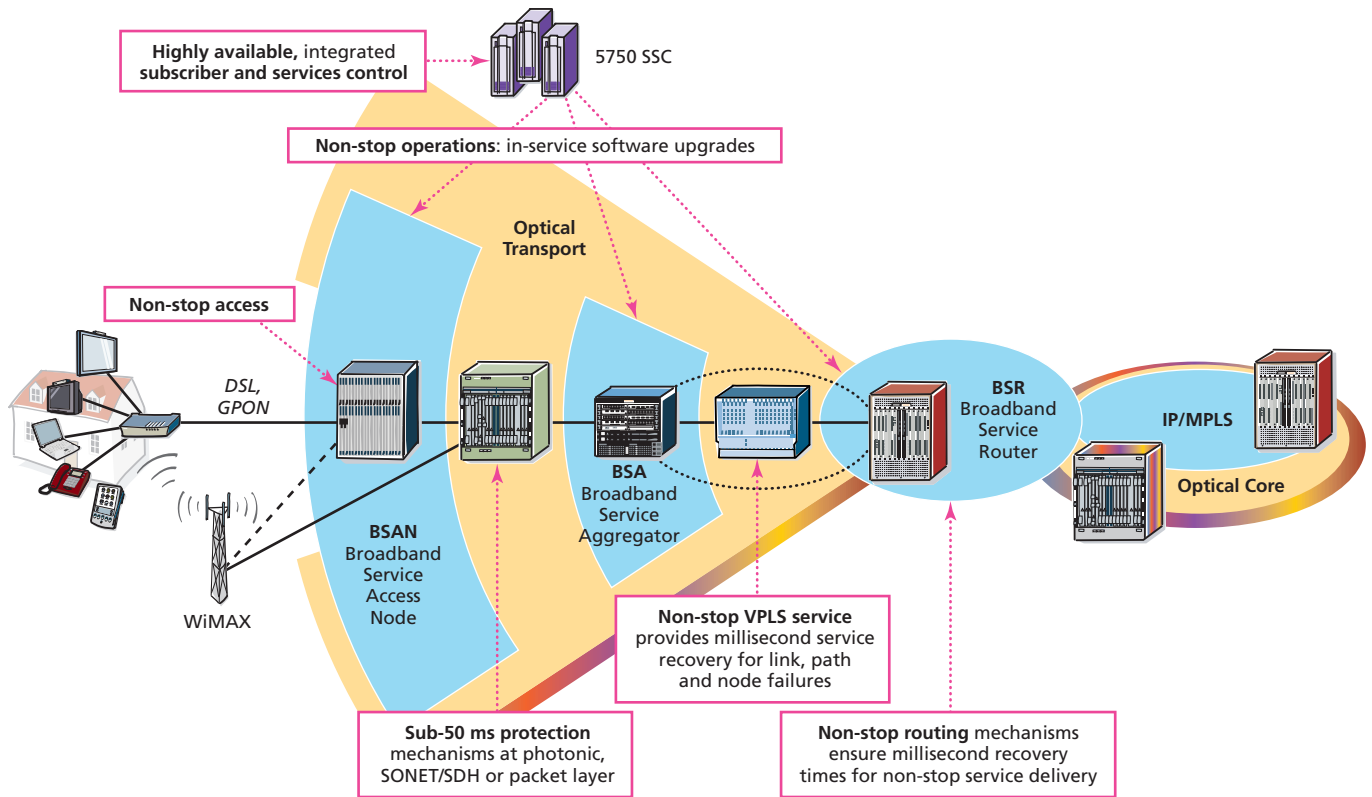 Highly available, integrated
subscriber and services control
5750 SSC
Non-stop operations: in-service software upgrades
Optical
Transport
Non-stop access
DSL,
GPON
WiMAX
BSAN
Broadband
Service
Access
Node
BSA
Broadband
Service
Aggregator
BSR
Broadband
Service
Router
IP/MPLS
Optical Core
Non-stop VPLS service
provides millisecond service
recovery for link, path
and node failures
Sub-50 ms protection
mechanisms at photonic,
SONET/SDH or packet layer
Non-stop routing mechanisms
ensure millisecond recovery
times for non-stop service delivery